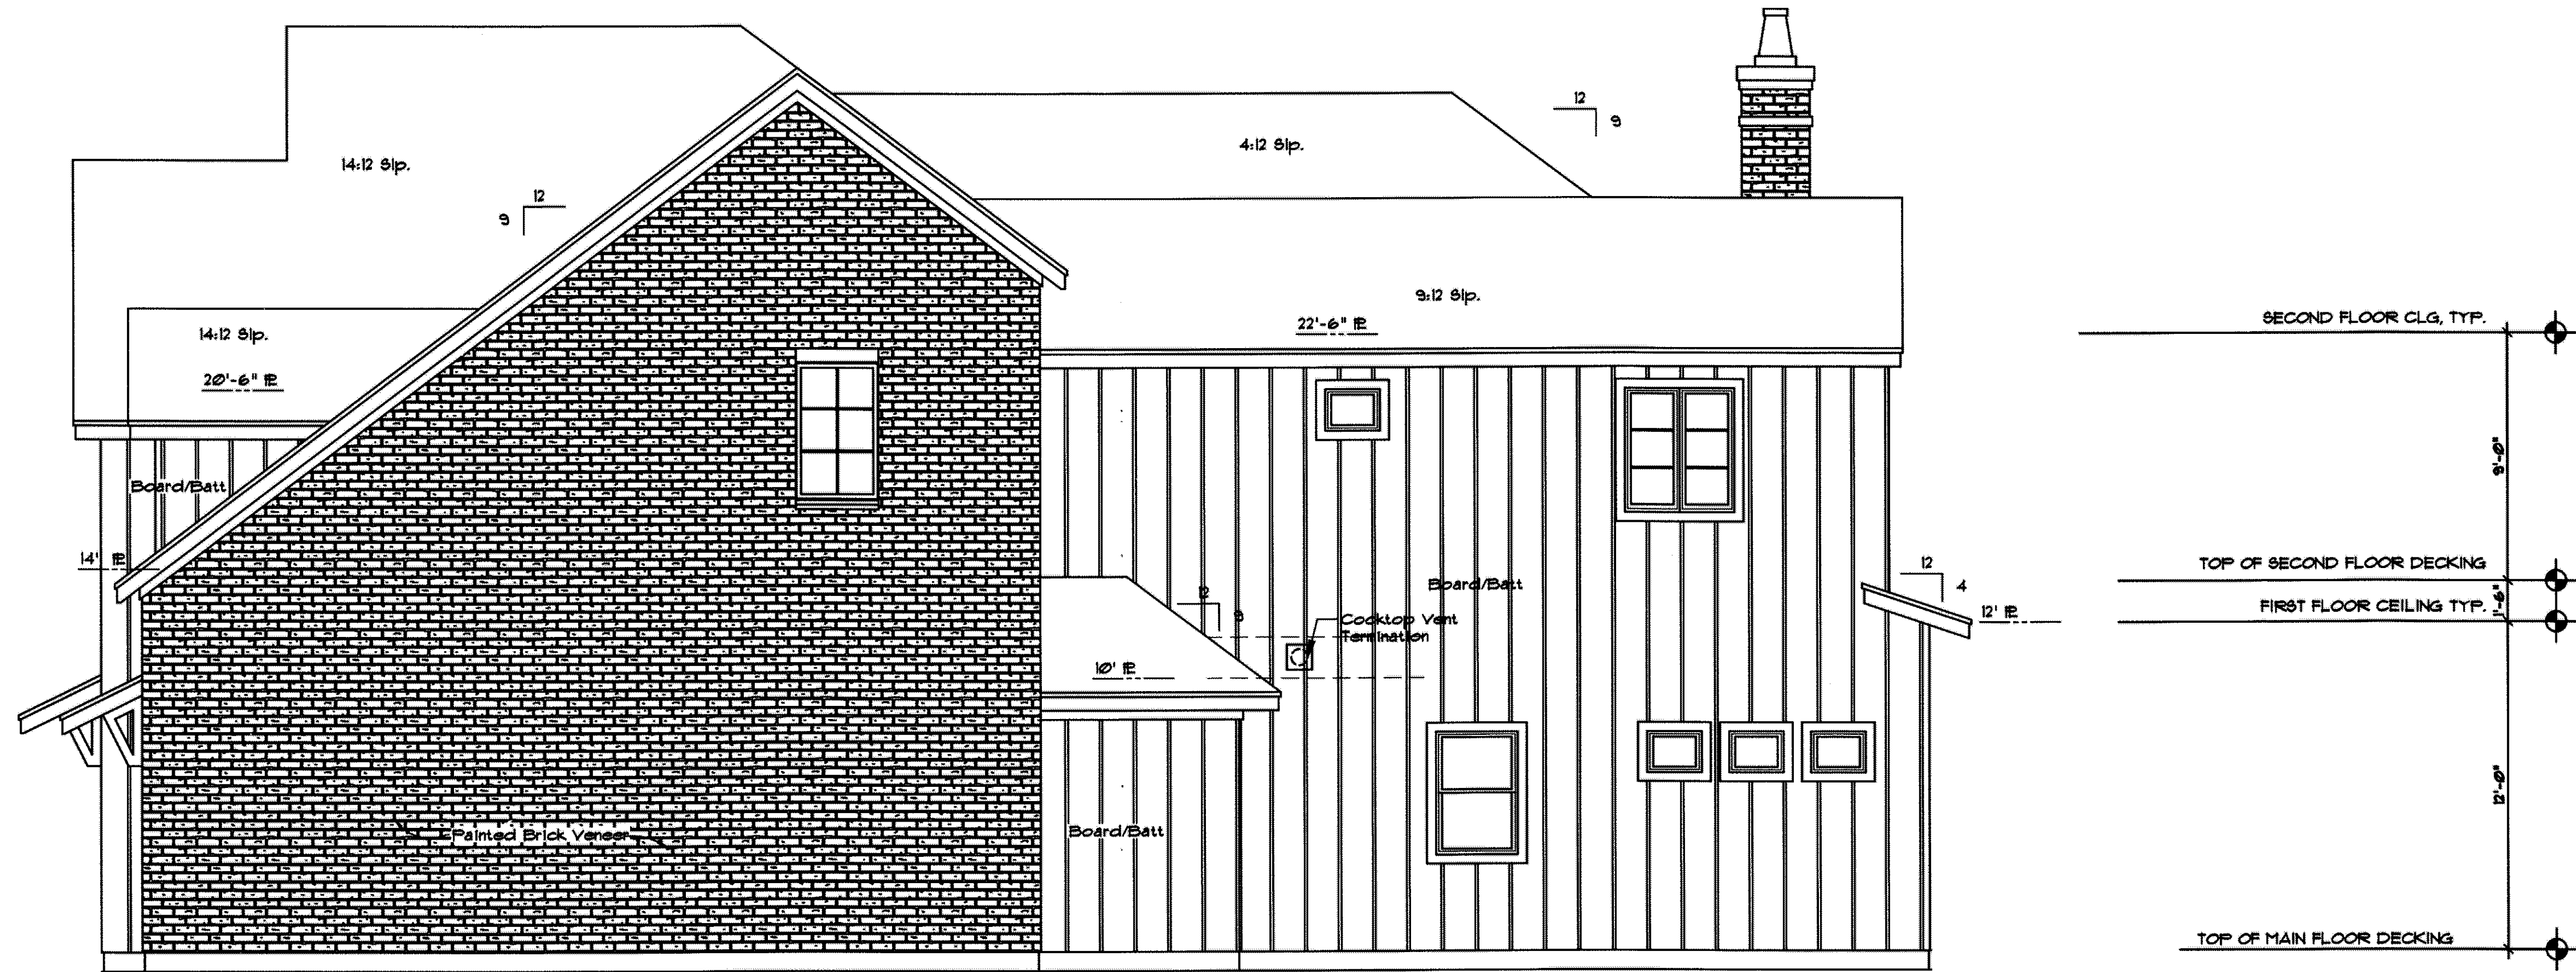 12
9
4:12 Slp.
14:12 Slp.
12
9
9:12 Slp.
22'-6" PL
SECOND FLOOR CLG, TYP.
14:12 Slp.
20'-6" PL
9'-0"
Board/Batt
14' PL
TOP OF SECOND FLOOR DECKING
12
4
Board/Batt
12
9
FIRST FLOOR CEILING TYP.
1'-6"
12' PL
Cooktop Vent
Termination
10' PL
12'-0"
Painted Brick Veneer
Board/Batt
TOP OF MAIN FLOOR DECKING